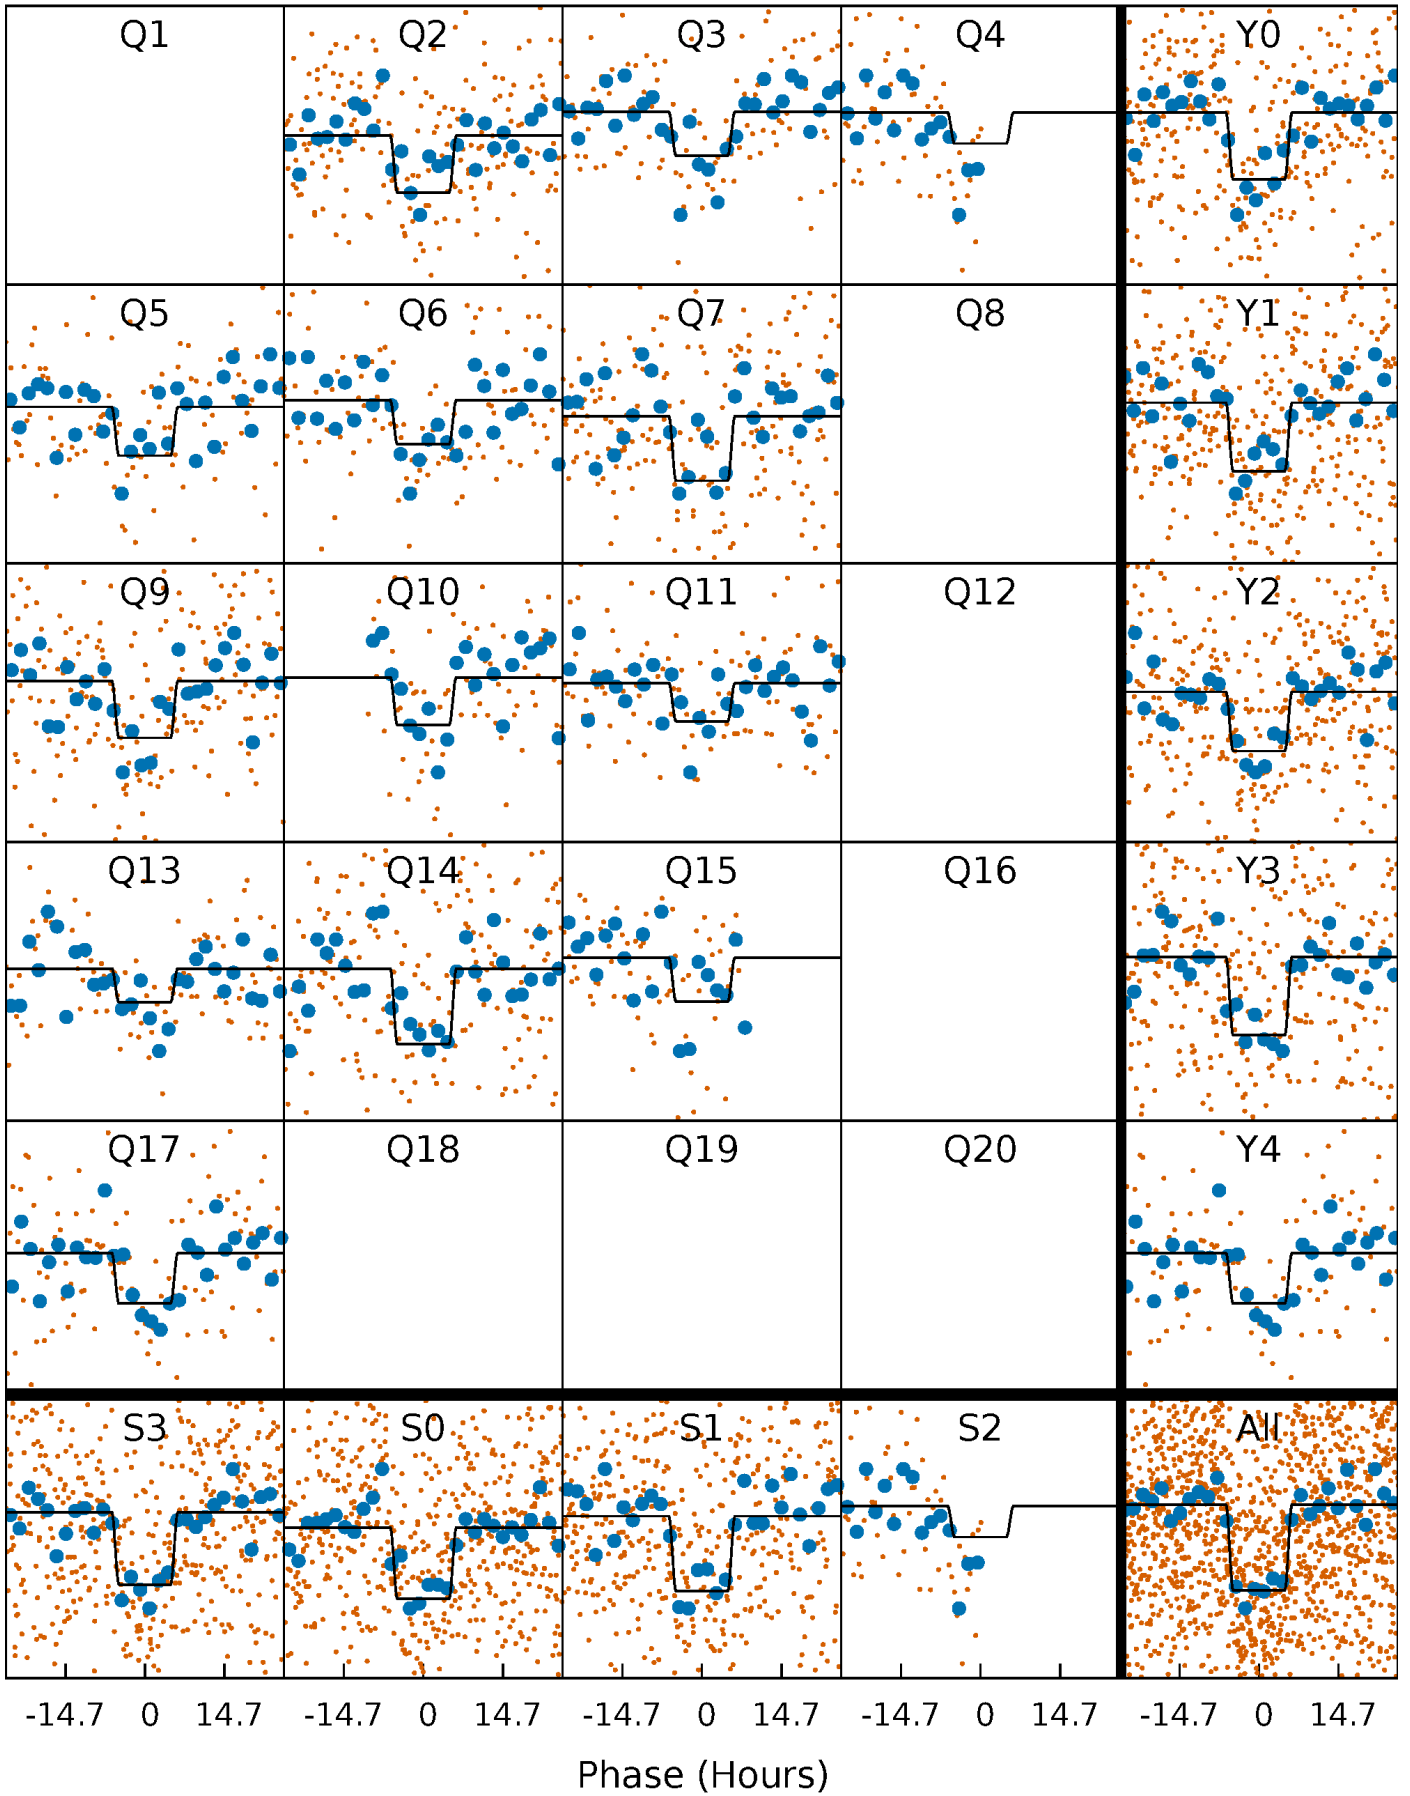 Q1 Q2 Q3 Q4 Y0
Q5 Q6 Q7 Q8 Y1
Q9 Q10 Q11 Q12 Y2
Q13 Q14 Q15 Q16 Y3
Q17 Q18 Q19 Q20 Y4
S3 S0 S1 S2 All
-14.7 0 14.7 -14.7 0 14.7 -14.7 0 14.7 -14.7 0 14.7 -14.7 0 14.7
Phase (Hours)